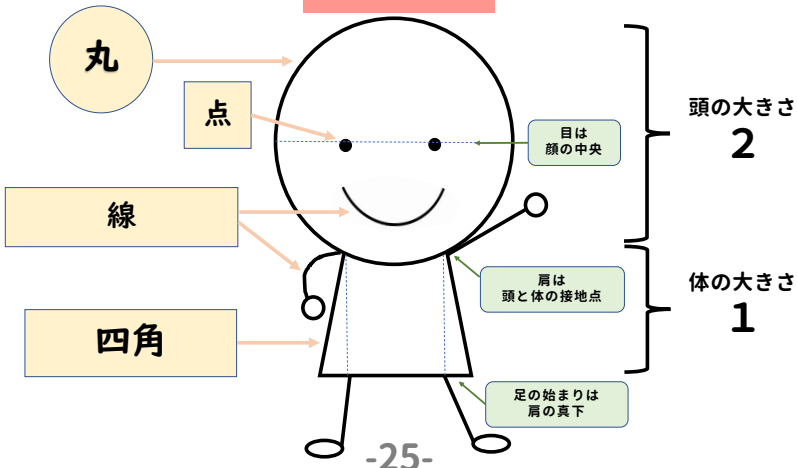 丸
点
目は
顔の中央
頭の大きさ
2
線
肩は
頭と体の接地点
体の大きさ
1
四角
足の始まりは
肩の真下
-25-